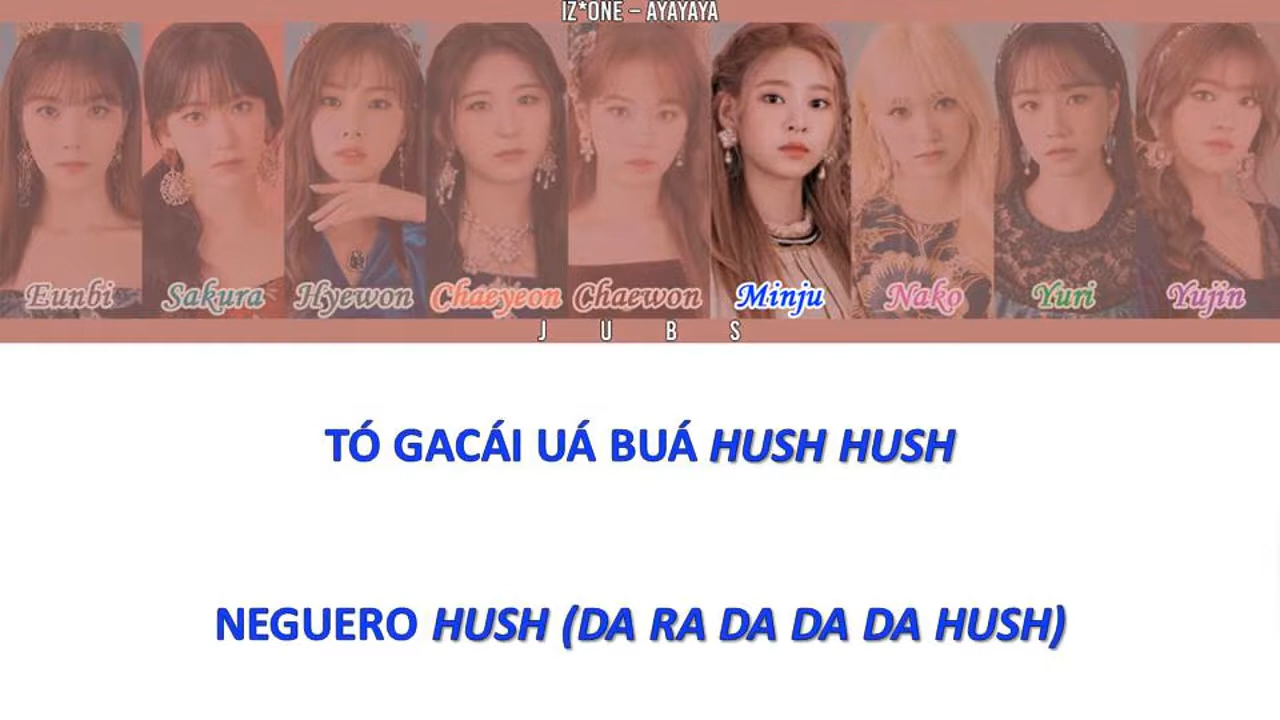 IZ*ONE – AYAYAYA
Eunbi Sakura Hyewon Chaeyeon Chaewon Minju Nako Yuri Yujin
J U B S
TÓ GACÁI UÁ BUÁ HUSH HUSH
NEGUERO HUSH (DA RA DA DA DA HUSH)